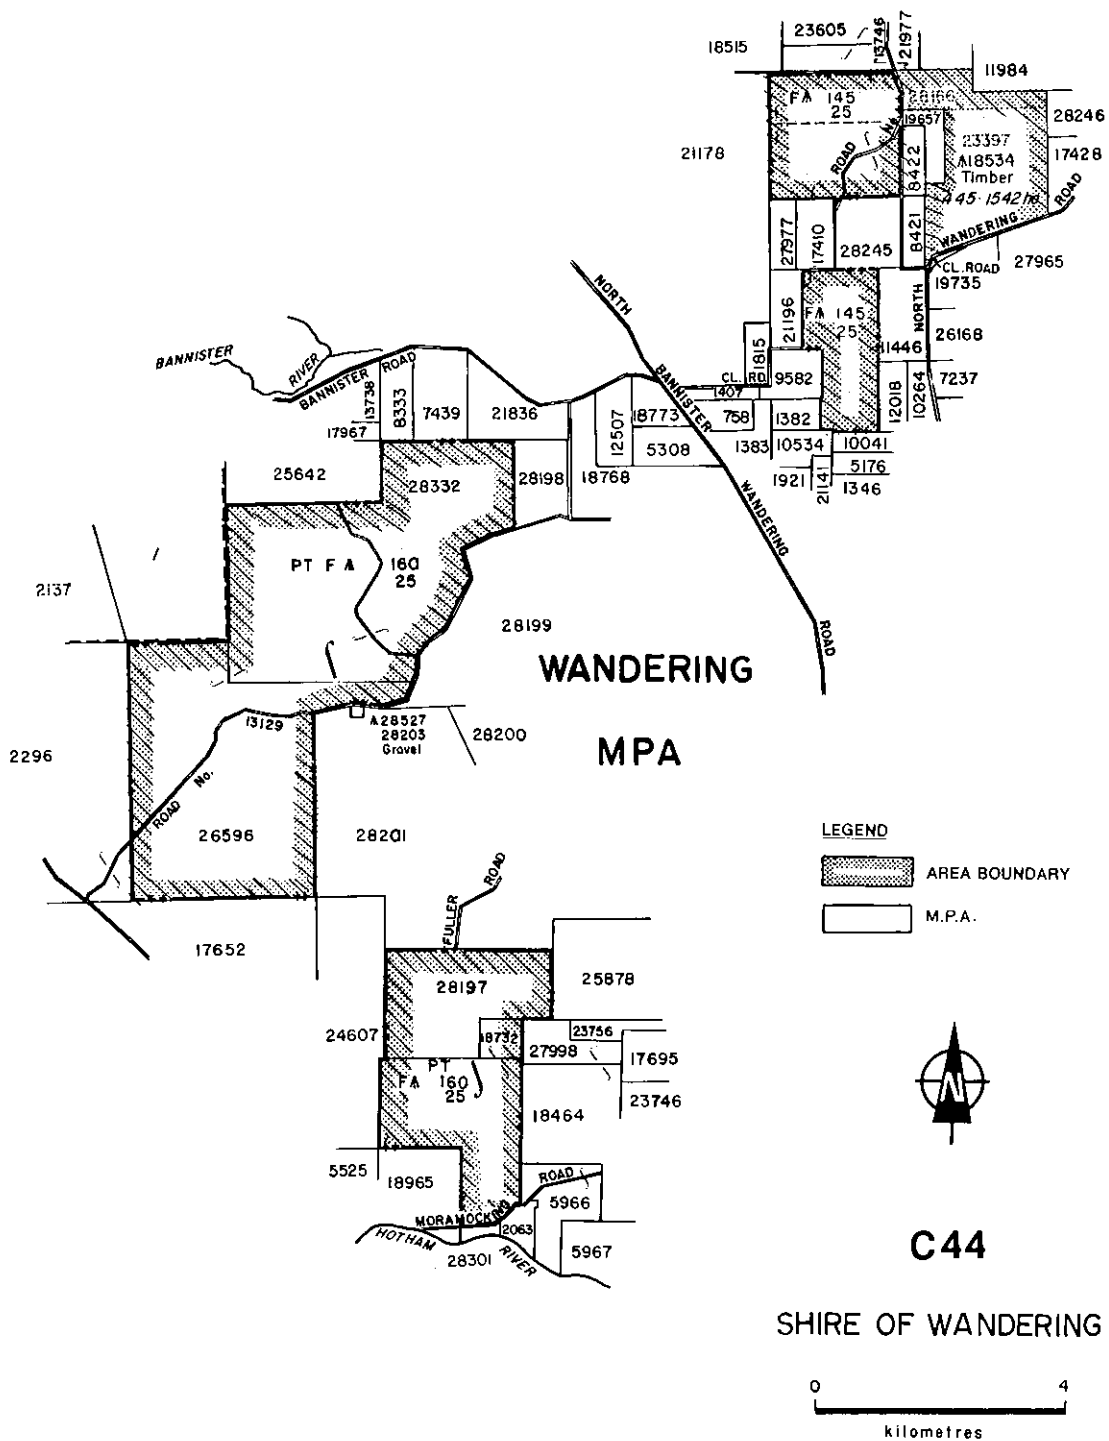 23605
18515
13746
21977
11984
FA 145
25
28166
19657
28246
21178
ROAD No.
8422
23397
A18534
Timber
445·1542 ha
17428
ROAD
27977
17410
28245
8421
WANDERING
CL. ROAD
27965
19735
NORTH
21196
FA 145
25
NORTH
26168
11446
BANNISTER
RIVER
BANNISTER ROAD
1815
CL. RD.
9582
12018
10264
7237
BANNISTER
1407
13738
8333
7439
21836
12507
18773
758
1382
17967
5308
1383
10534
10041
25642
28332
28198
18768
1921
21141
5176
1346
WANDERING
PT FA 160
25
2137
28199
ROAD
WANDERING
13129
A28527
28203
Gravel
28200
2296
MPA
ROAD No.
26596
28201
LEGEND
AREA BOUNDARY
M.P.A.
FULLER ROAD
17652
28197
25878
24607
18732
27998
23756
17695
PT
FA 160
25
23746
18464
5525
18965
ROAD
5966
MORAMOCKING
2063
HOTHAM
RIVER
28301
5967
N
C44
SHIRE OF WANDERING
0 4
kilometres